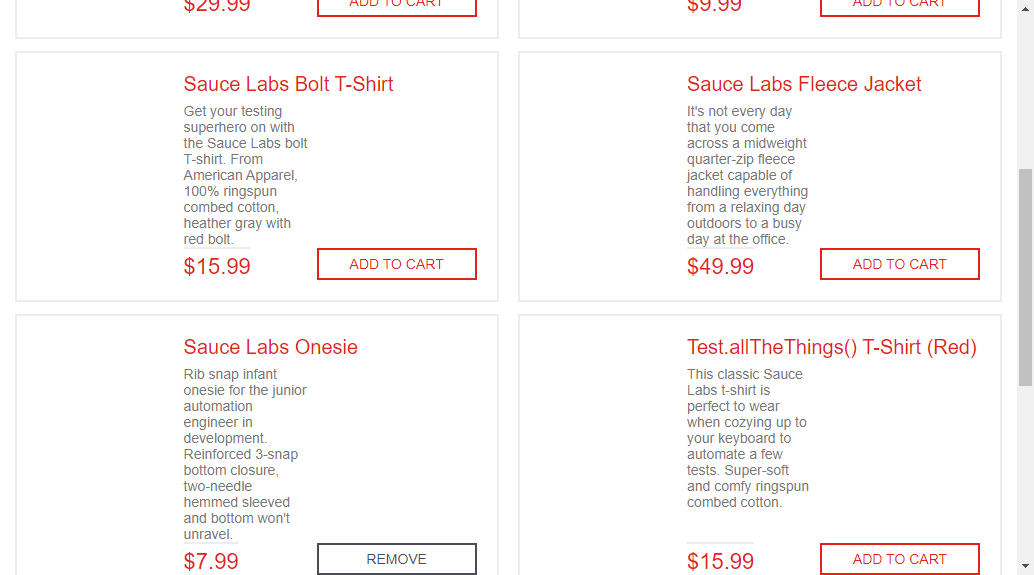 $29.99
ADD TO CART
$9.99
ADD TO CART
Sauce Labs Bolt T-Shirt
Get your testing
superhero on with
the Sauce Labs bolt
T-shirt. From
American Apparel,
100% ringspun
combed cotton,
heather gray with
red bolt.
$15.99
ADD TO CART
Sauce Labs Fleece Jacket
It's not every day
that you come
across a midweight
quarter-zip fleece
jacket capable of
handling everything
from a relaxing day
outdoors to a busy
day at the office.
$49.99
ADD TO CART
Sauce Labs Onesie
Rib snap infant
onesie for the junior
automation
engineer in
development.
Reinforced 3-snap
bottom closure,
two-needle
hemmed sleeved
and bottom won't
unravel.
$7.99
REMOVE
Test.allTheThings() T-Shirt (Red)
This classic Sauce
Labs t-shirt is
perfect to wear
when cozying up to
your keyboard to
automate a few
tests. Super-soft
and comfy ringspun
combed cotton.
$15.99
ADD TO CART